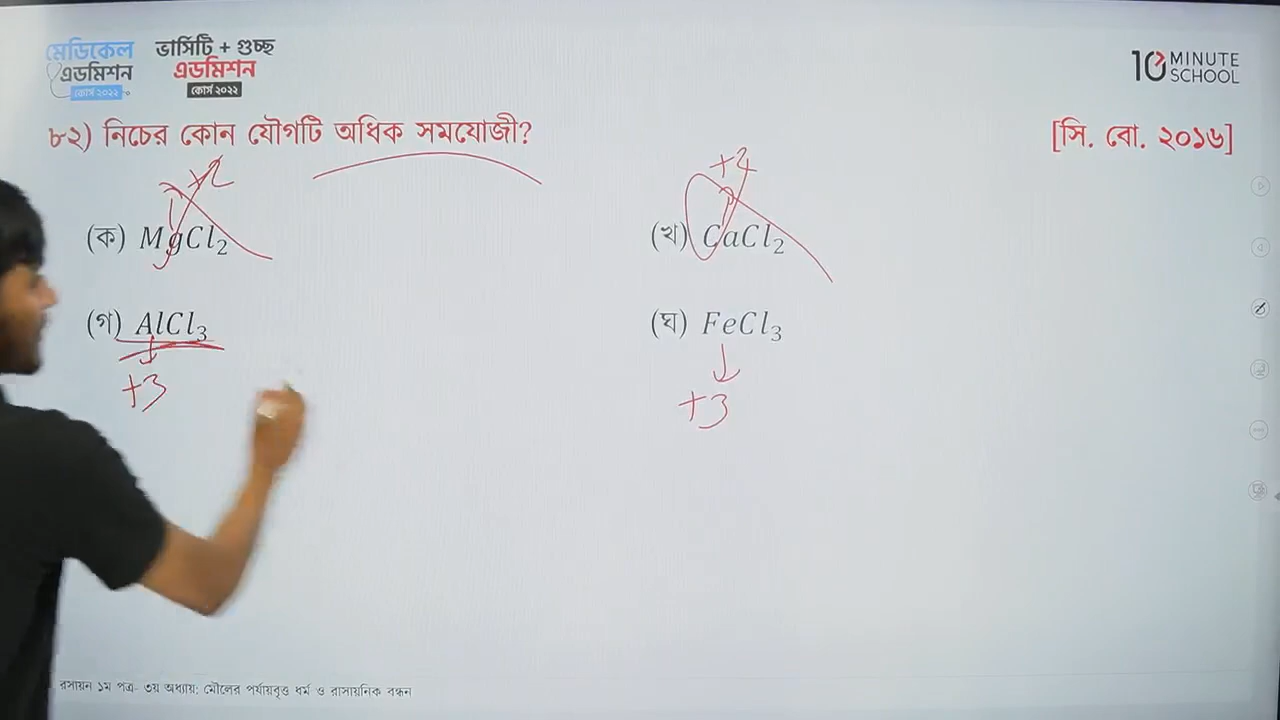 মেডিকেল
এডমিশন
কোর্স ২০২২
ভার্সিটি + গুচ্ছ
এডমিশন
কোর্স ২০২২
10 MINUTE SCHOOL
৮২) নিচের কোন যৌগটি অধিক সমযোজী? [সি. বো. ২০১৬]
+2
+2
(ক) MgCl₂ (খ) CaCl₂
(গ) AlCl₃ (ঘ) FeCl₃
+3 +3
রসায়ন ১ম পত্র- ৩য় অধ্যায়: মৌলের পর্যায়বৃত্ত ধর্ম ও রাসায়নিক বন্ধন